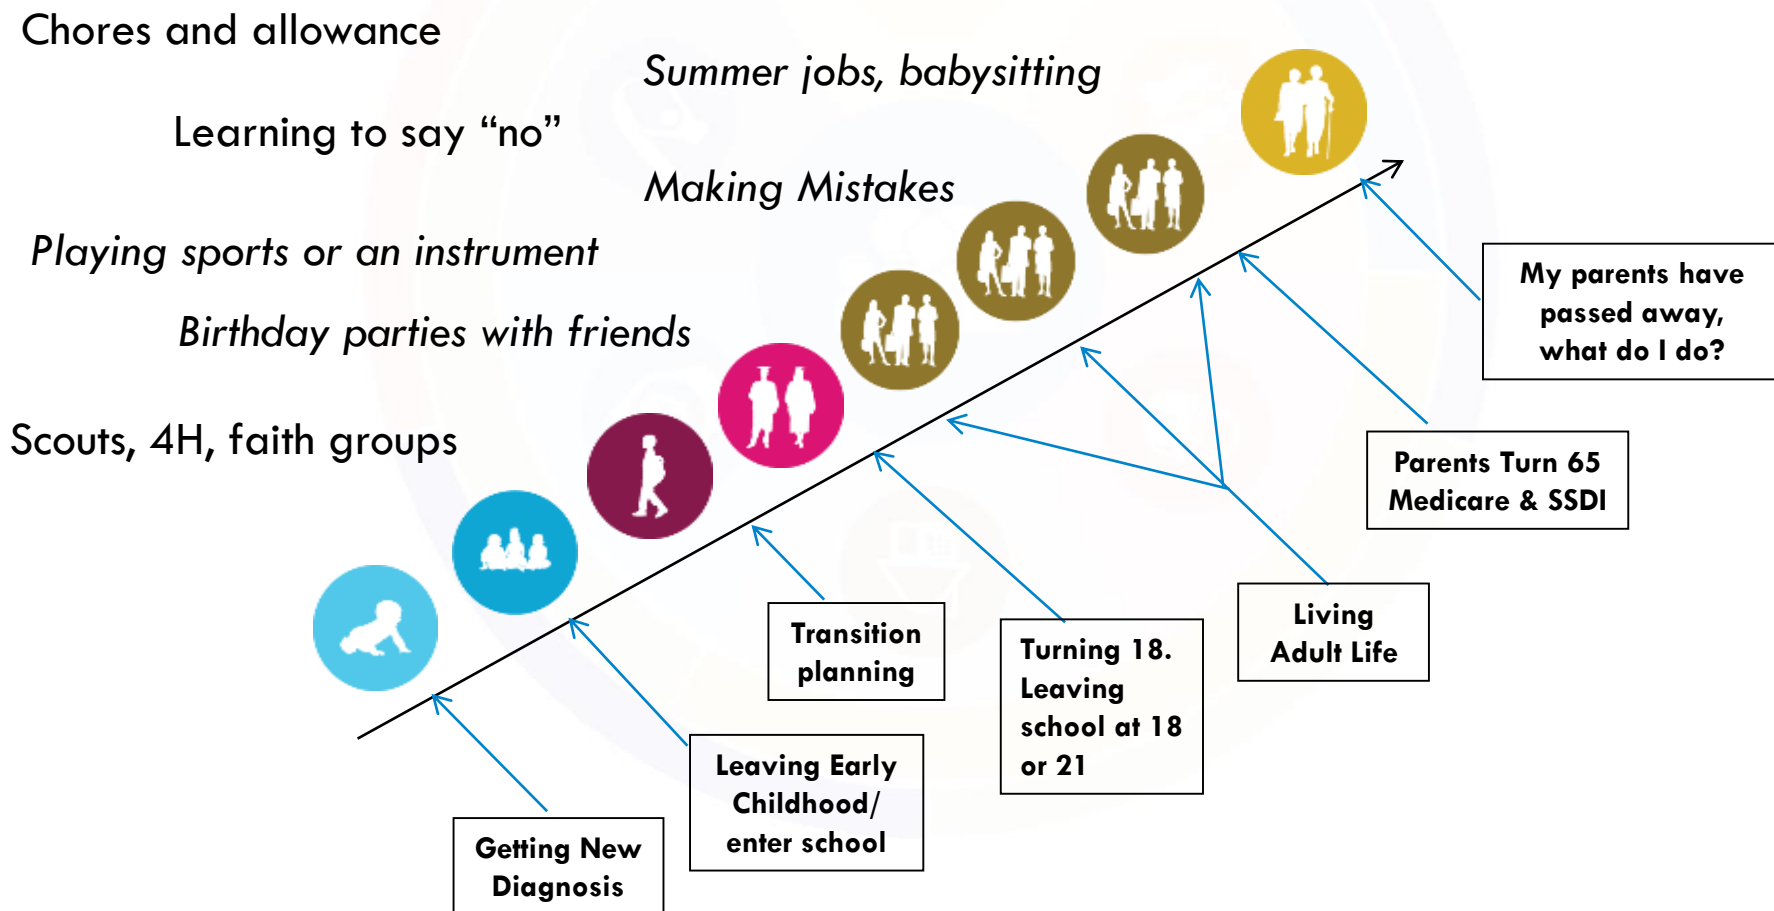 Chores and allowance
Summer jobs, babysitting
Learning to say “no”
Making Mistakes
Playing sports or an instrument
Birthday parties with friends
Scouts, 4H, faith groups
My parents have
passed away,
what do I do?
Parents Turn 65
Medicare & SSDI
Living
Adult Life
Transition
planning
Turning 18.
Leaving
school at 18
or 21
Leaving Early
Childhood/
enter school
Getting New
Diagnosis